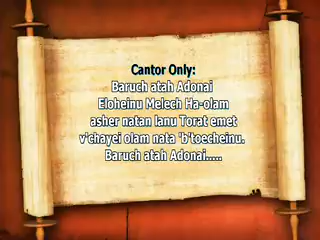 Cantor Only:
Baruch atah Adonai
Eloheinu Melech Ha-olam
asher natan lanu Torat emet
v'chayei olam nata 'b'toecheinu.
Baruch atah Adonai.....